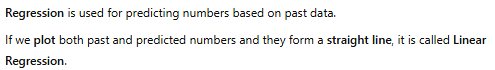 Regression is used for predicting numbers based on past data.
If we plot both past and predicted numbers and they form a straight line, it is called Linear
Regression.